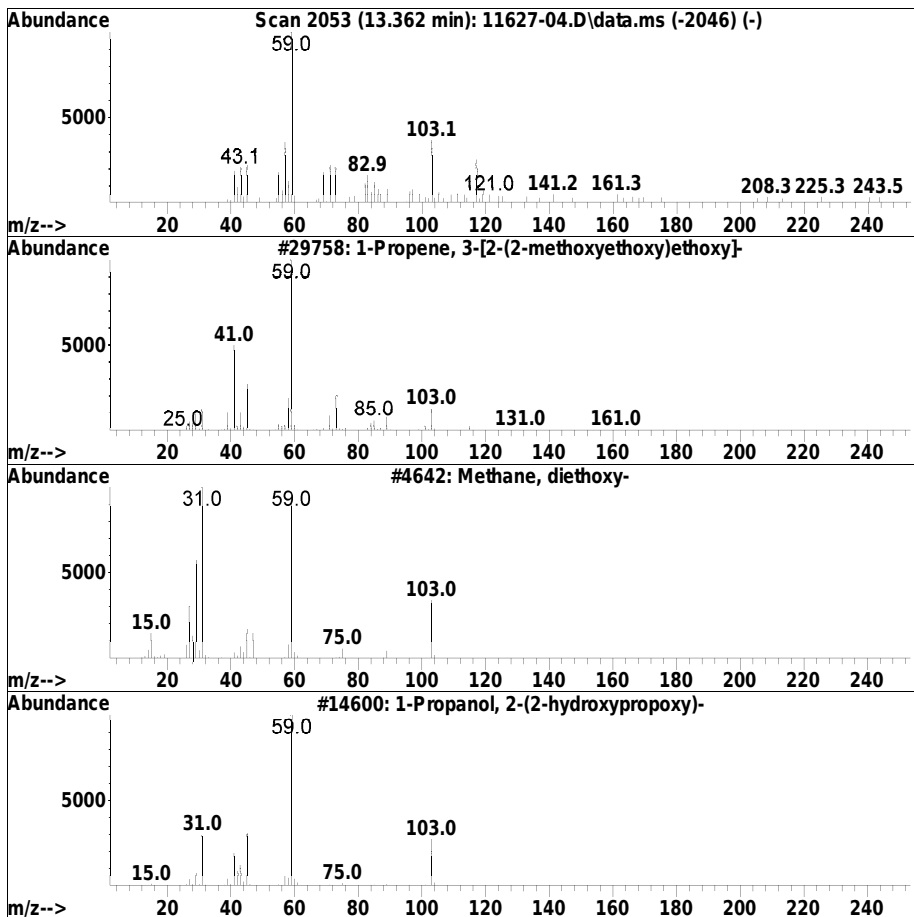 Abundance Scan 2053 (13.362 min): 11627-04.D\data.ms (-2046) (-)
59.0
5000
103.1
43.1
82.9
121.0 141.2 161.3 208.3 225.3 243.5
m/z--> 20 40 60 80 100 120 140 160 180 200 220 240
Abundance #29758: 1-Propene, 3-[2-(2-methoxyethoxy)ethoxy]-
59.0
41.0
5000
103.0
25.0 85.0 131.0 161.0
m/z--> 20 40 60 80 100 120 140 160 180 200 220 240
Abundance #4642: Methane, diethoxy-
31.0 59.0
5000
103.0
15.0 75.0
m/z--> 20 40 60 80 100 120 140 160 180 200 220 240
Abundance #14600: 1-Propanol, 2-(2-hydroxypropoxy)-
59.0
5000
31.0 103.0
15.0 75.0
m/z--> 20 40 60 80 100 120 140 160 180 200 220 240